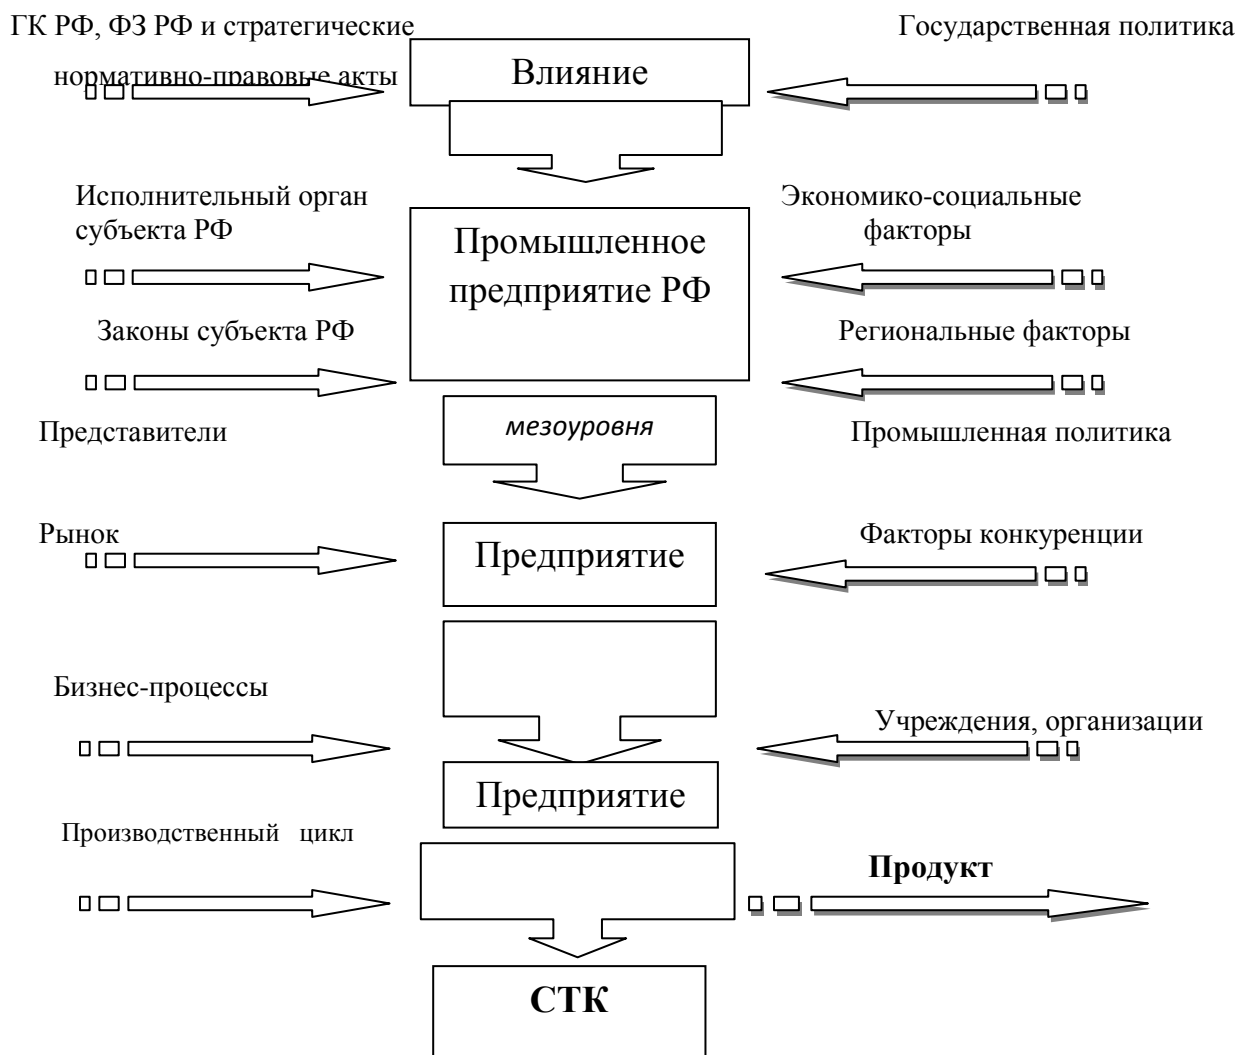 ГК РФ, ФЗ РФ и стратегические
нормативно-правовые акты
Влияние
Государственная политика
Исполнительный орган
субъекта РФ
Промышленное
предприятие РФ
Экономико-социальные
факторы
Законы субъекта РФ
Региональные факторы
Представители
мезоуровня
Промышленная политика
Рынок
Предприятие
Факторы конкуренции
Бизнес-процессы
Учреждения, организации
Предприятие
Производственный цикл
Продукт
СТК